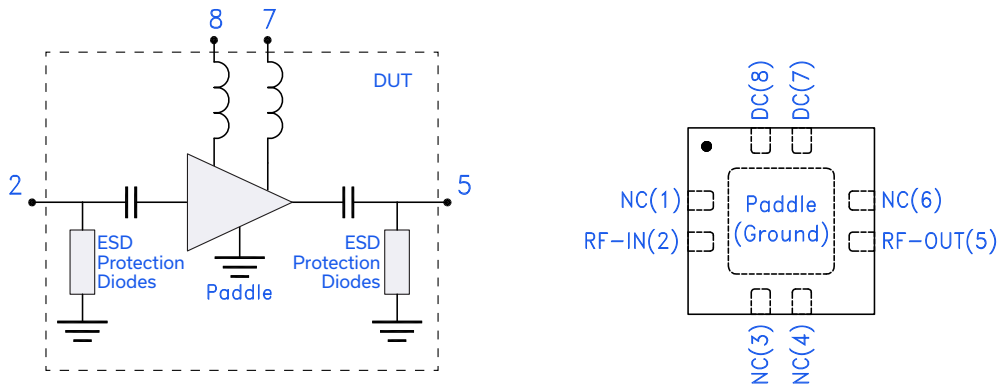 8
7
DUT
2
5
ESD
Protection
Diodes
ESD
Protection
Diodes
Paddle
DC(8)
DC(7)
NC(1)
RF-IN(2)
Paddle
(Ground)
NC(6)
RF-OUT(5)
NC(3)
NC(4)